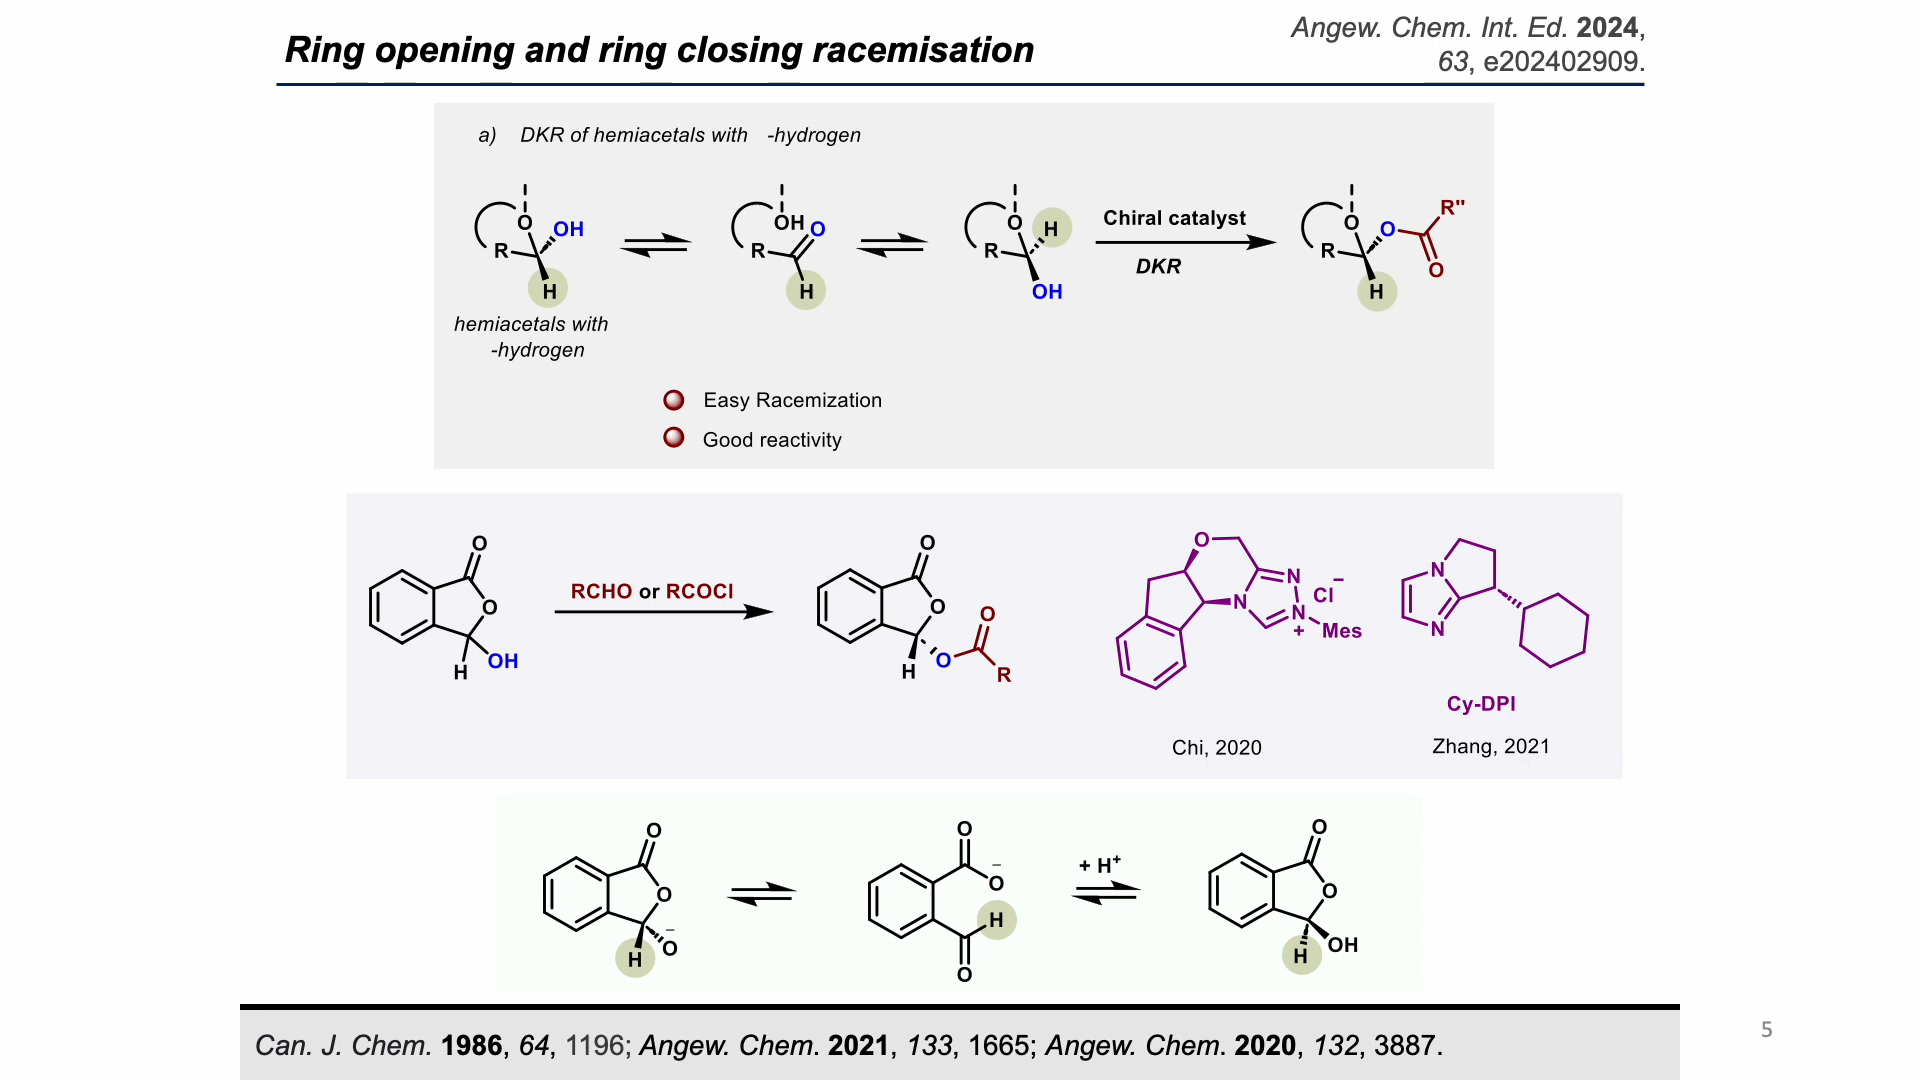 Ring opening and ring closing racemisation
Angew. Chem. Int. Ed. 2024,
63, e202402909.
a) DKR of hemiacetals with -hydrogen
O OH R H
OH O R H
O H R OH
Chiral catalyst
DKR
O O R" R O H
hemiacetals with
-hydrogen
Easy Racemization
Good reactivity
O O H OH
RCHO or RCOCl
O O H O O R
O N N N + Mes Cl −
N N
Cy-DPI
Chi, 2020
Zhang, 2021
O O H O −
O O − H O
+ H+
O O H OH
Can. J. Chem. 1986, 64, 1196; Angew. Chem. 2021, 133, 1665; Angew. Chem. 2020, 132, 3887.
5